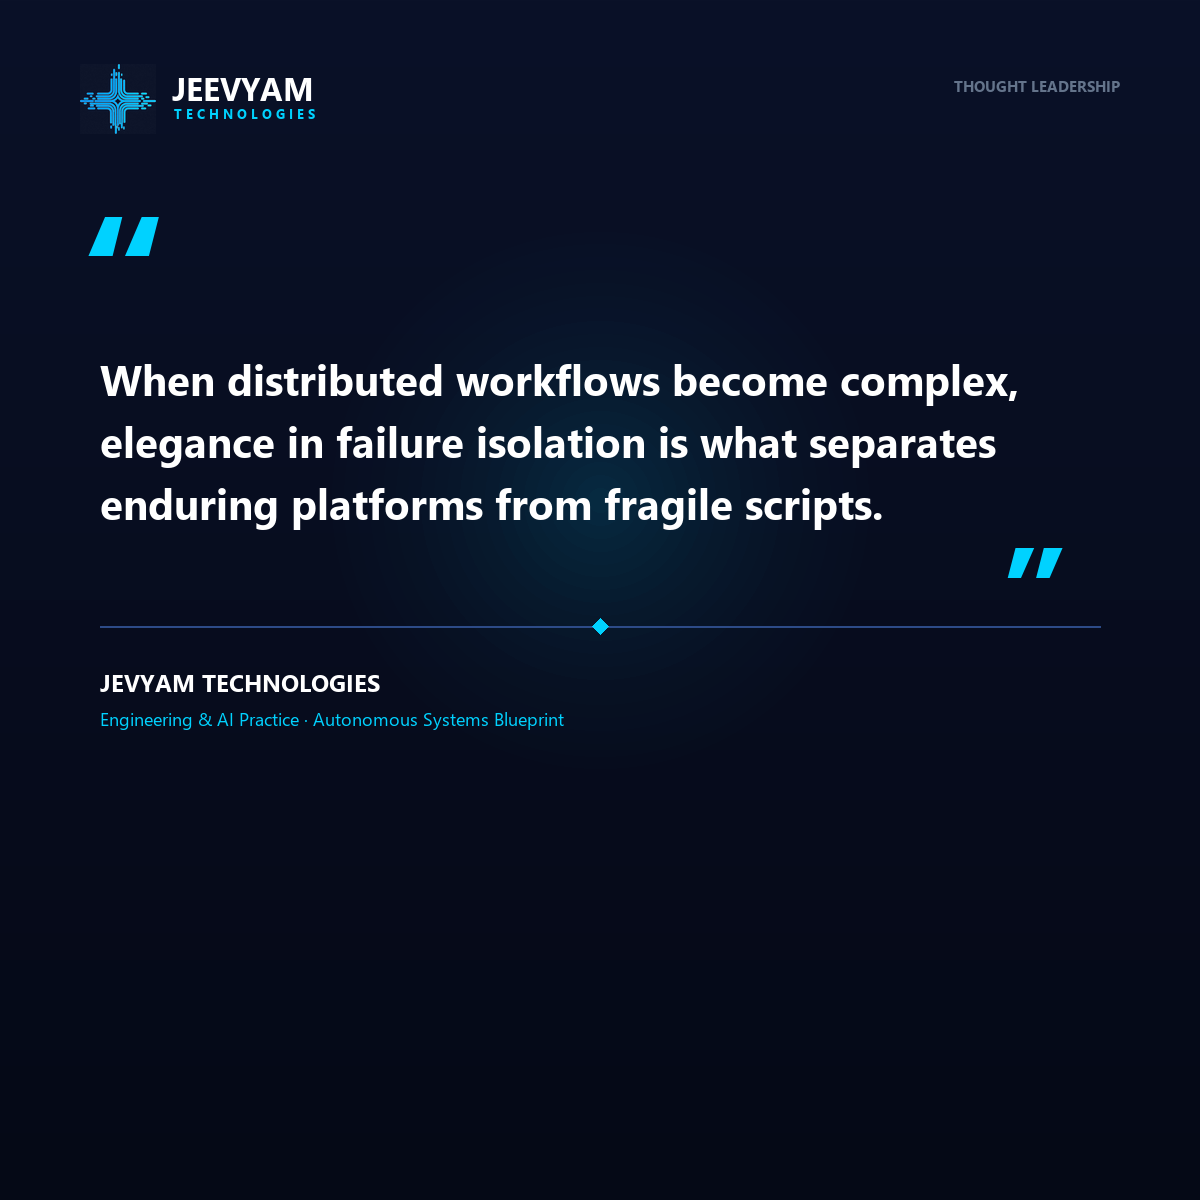 JEEVYAM
TECHNOLOGIES
THOUGHT LEADERSHIP
"
When distributed workflows become complex,
elegance in failure isolation is what separates
enduring platforms from fragile scripts.
"
JEVYAM TECHNOLOGIES
Engineering & AI Practice · Autonomous Systems Blueprint